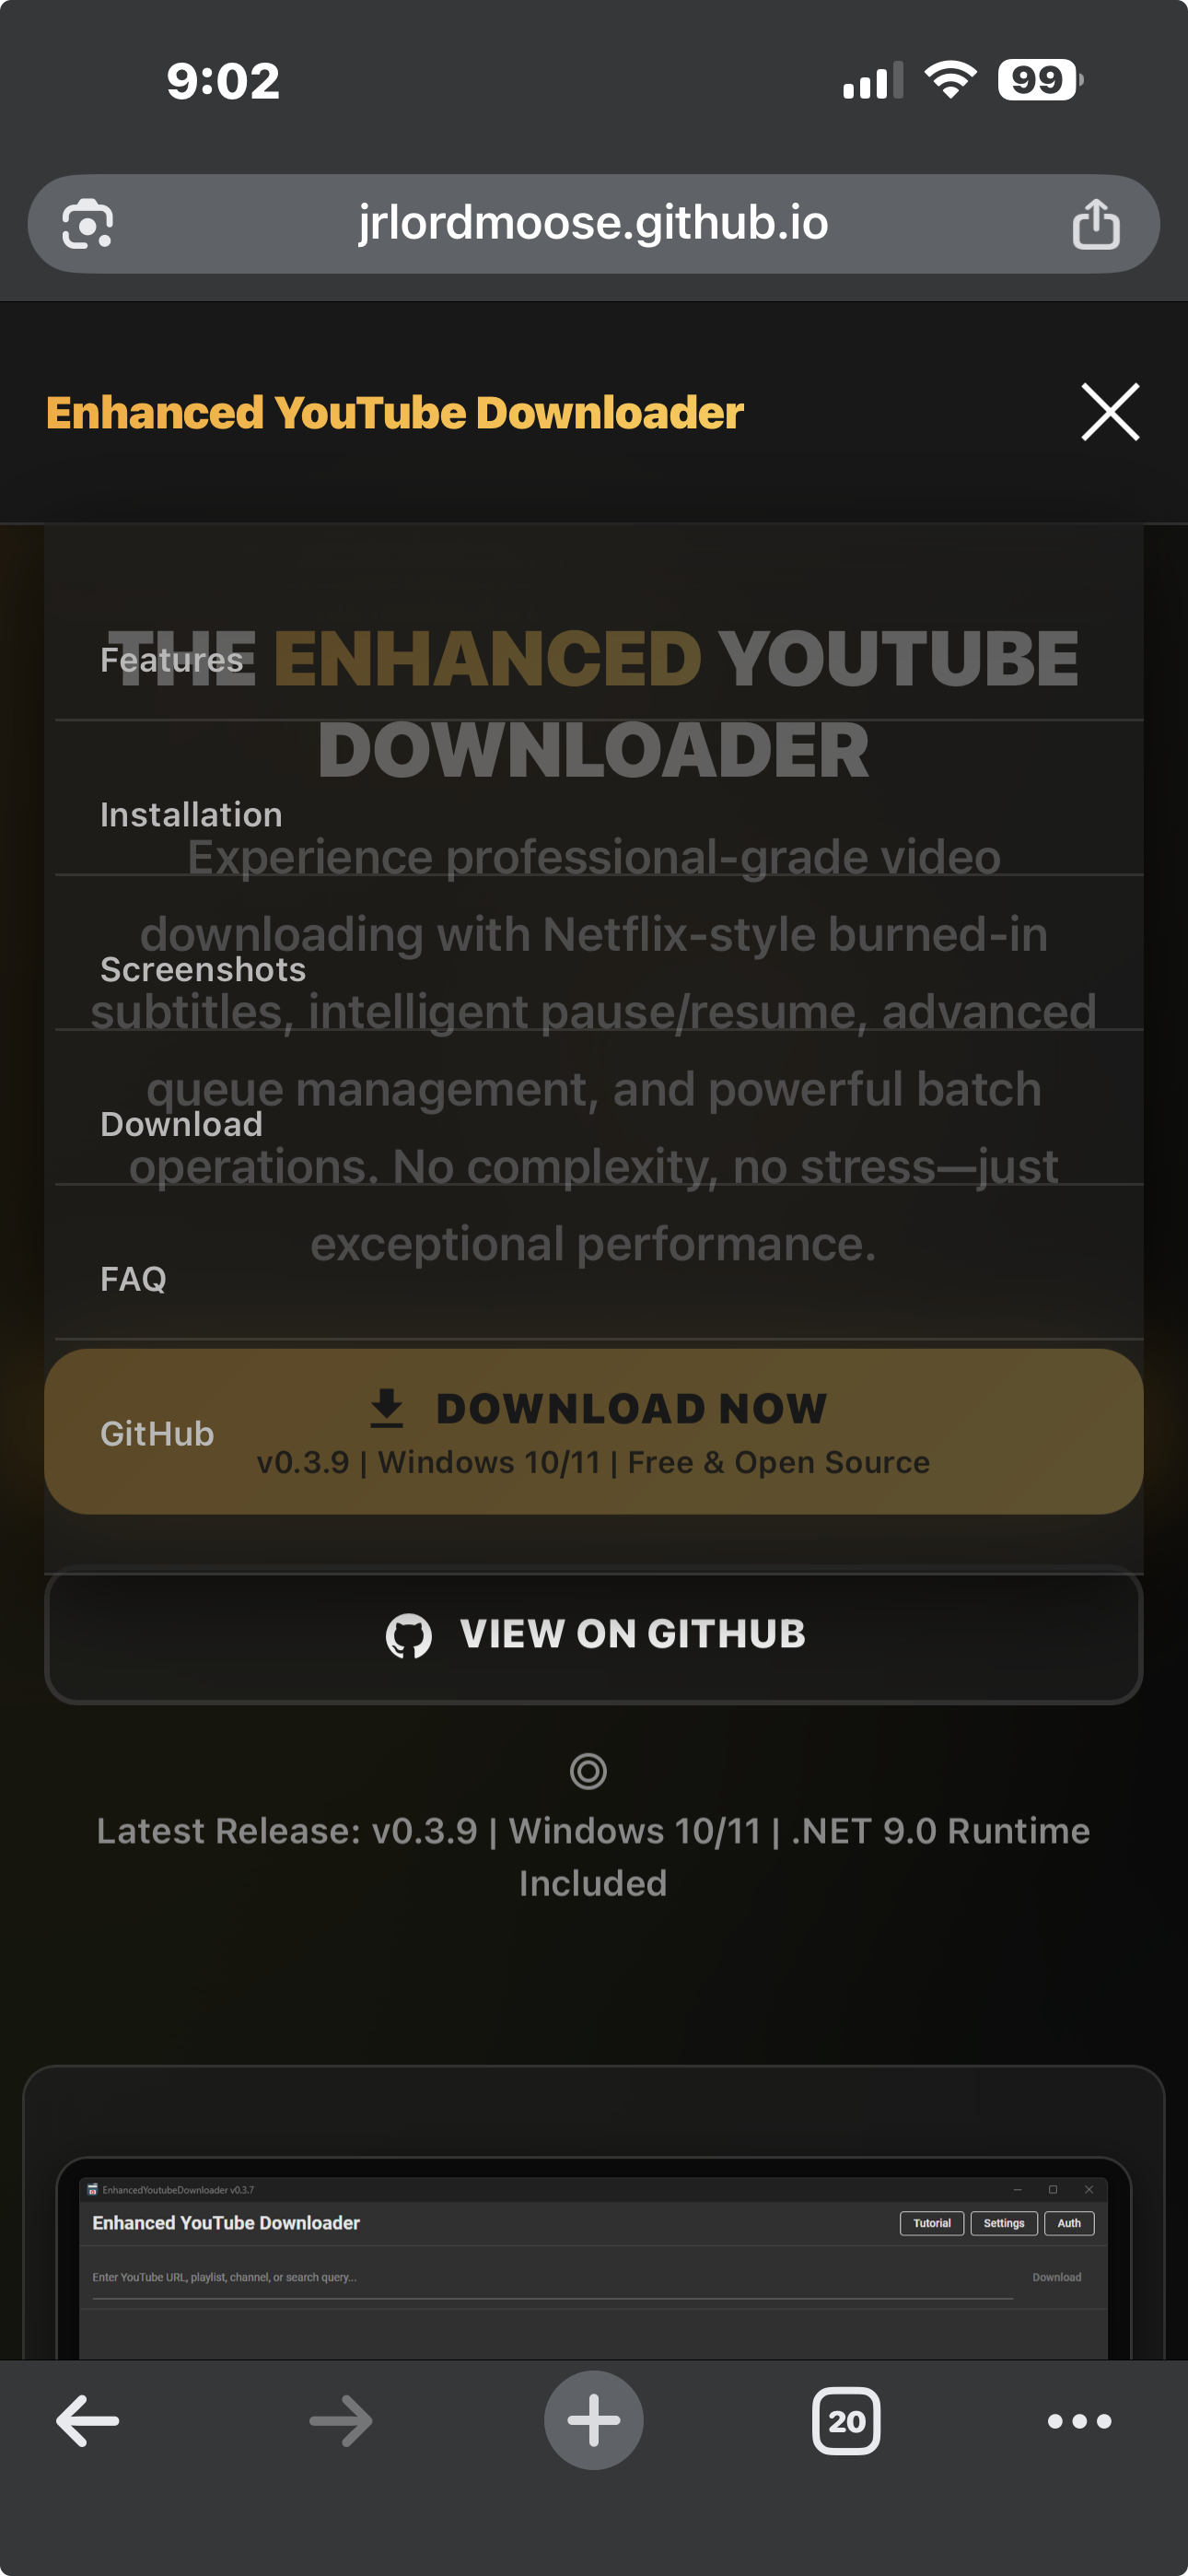 9:02
99
jrlordmoose.github.io
Enhanced YouTube Downloader
THE ENHANCED YOUTUBE
Features
DOWNLOADER
Installation
Experience professional-grade video
downloading with Netflix-style burned-in
Screenshots
subtitles, intelligent pause/resume, advanced
queue management, and powerful batch
Download
operations. No complexity, no stress—just
exceptional performance.
FAQ
DOWNLOAD NOW
GitHub
v0.3.9 | Windows 10/11 | Free & Open Source
VIEW ON GITHUB
Latest Release: v0.3.9 | Windows 10/11 | .NET 9.0 Runtime
Included
EnhancedYoutubeDownloader v0.3.7
Enhanced YouTube Downloader
Tutorial Settings Auth
Enter YouTube URL, playlist, channel, or search query...
Download
20